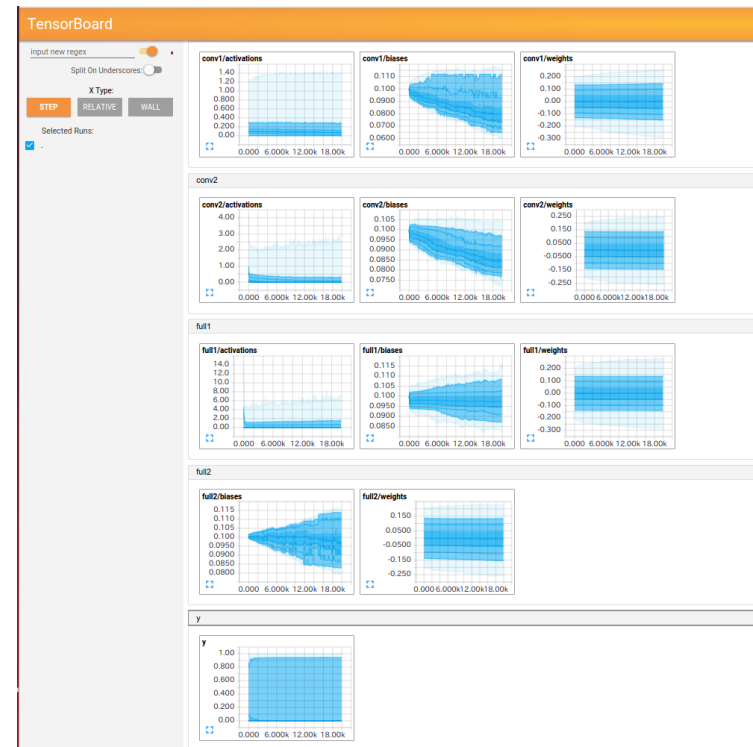 TensorBoard
input new regex
Split On Underscores:
X Type:
STEP RELATIVE WALL
Selected Runs:
.
conv1/activations
1.40
1.20
1.00
0.800
0.600
0.400
0.200
0.00
0.000 6.000k 12.00k 18.00k
conv1/biases
0.110
0.100
0.0900
0.0800
0.0700
0.0600
0.000 6.000k 12.00k 18.00k
conv1/weights
0.200
0.100
0.00
-0.100
-0.200
-0.300
0.000 6.000k 12.00k 18.00k
conv2
conv2/activations
4.00
3.00
2.00
1.00
0.00
0.000 6.000k 12.00k 18.00k
conv2/biases
0.105
0.100
0.0950
0.0900
0.0850
0.0800
0.0750
0.000 6.000k 12.00k 18.00k
conv2/weights
0.250
0.150
0.0500
-0.0500
-0.150
-0.250
0.000 6.000k12.00k18.00k
full1
full1/activations
14.0
12.0
10.0
8.00
6.00
4.00
2.00
0.00
0.000 6.000k 12.00k 18.00k
full1/biases
0.115
0.110
0.105
0.100
0.0950
0.0900
0.0850
0.000 6.000k 12.00k 18.00k
full1/weights
0.200
0.100
0.00
-0.100
-0.200
-0.300
0.000 6.000k 12.00k 18.00k
full2
full2/biases
0.115
0.110
0.105
0.100
0.0950
0.0900
0.0850
0.0800
0.000 6.000k 12.00k 18.00k
full2/weights
0.150
0.0500
-0.0500
-0.150
-0.250
0.000 6.000k12.00k18.00k
y
y
1.00
0.800
0.600
0.400
0.200
0.00
0.000 6.000k 12.00k 18.00k